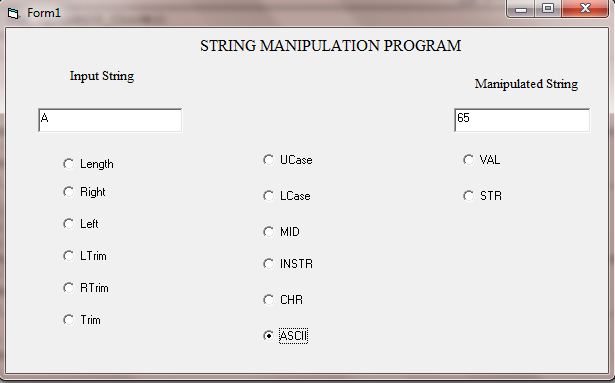 Form1
STRING MANIPULATION PROGRAM
Input String
Manipulated String
A
65
Length
Right
Left
LTrim
RTrim
Trim
UCase
LCase
MID
INSTR
CHR
ASCII
VAL
STR